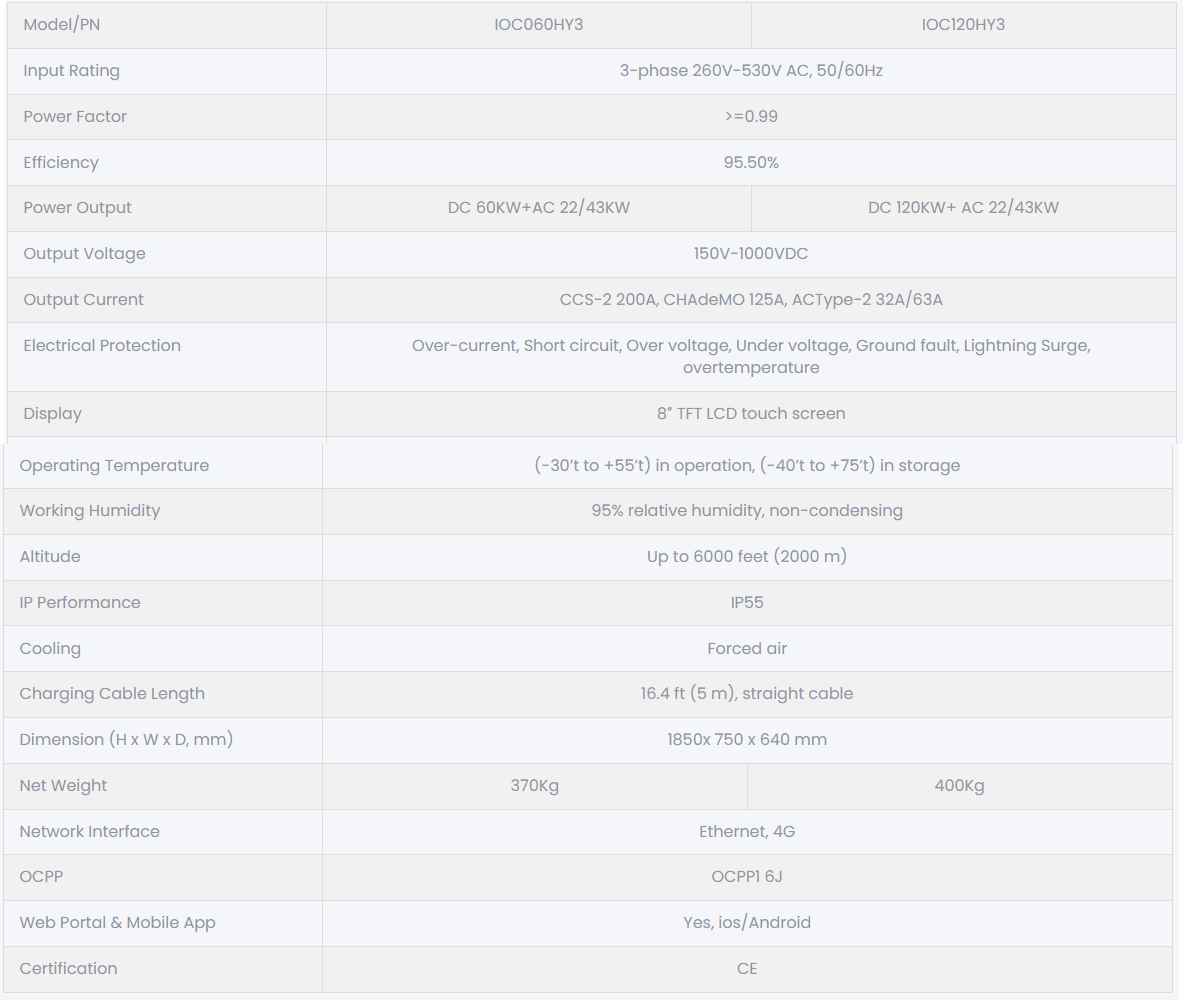 Model/PN IOC060HY3 IOC120HY3
Input Rating 3-phase 260V-530V AC, 50/60Hz
Power Factor >=0.99
Efficiency 95.50%
Power Output DC 60KW+AC 22/43KW DC 120KW+ AC 22/43KW
Output Voltage 150V-1000VDC
Output Current CCS-2 200A, CHAdeMO 125A, ACType-2 32A/63A
Electrical Protection Over-current, Short circuit, Over voltage, Under voltage, Ground fault, Lightning Surge,
overtemperature
Display 8″ TFT LCD touch screen
Operating Temperature (-30’t to +55’t) in operation, (-40’t to +75’t) in storage
Working Humidity 95% relative humidity, non-condensing
Altitude Up to 6000 feet (2000 m)
IP Performance IP55
Cooling Forced air
Charging Cable Length 16.4 ft (5 m), straight cable
Dimension (H x W x D, mm) 1850x 750 x 640 mm
Net Weight 370Kg 400Kg
Network Interface Ethernet, 4G
OCPP OCPP1 6J
Web Portal & Mobile App Yes, ios/Android
Certification CE